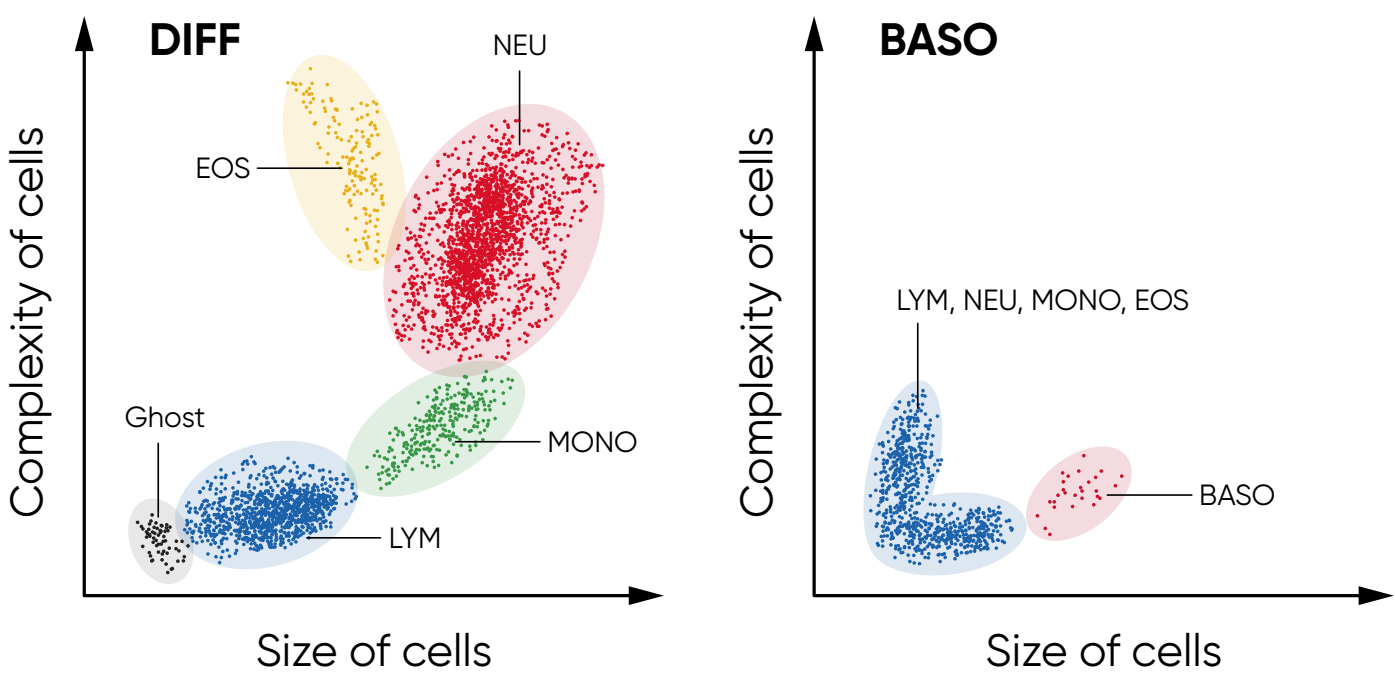 DIFF
NEU
EOS
Ghost
MONO
LYM
Complexity of cells
Size of cells
BASO
LYM, NEU, MONO, EOS
BASO
Complexity of cells
Size of cells